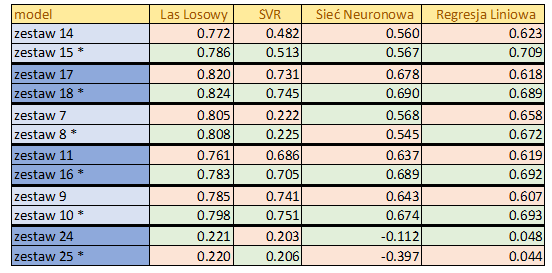 model Las Losowy SVR Sieć Neuronowa Regresja Liniowa
zestaw 14 0.772 0.482 0.560 0.623
zestaw 15 * 0.786 0.513 0.567 0.709
zestaw 17 0.820 0.731 0.678 0.618
zestaw 18 * 0.824 0.745 0.690 0.689
zestaw 7 0.805 0.222 0.568 0.658
zestaw 8 * 0.808 0.225 0.545 0.672
zestaw 11 0.761 0.686 0.637 0.619
zestaw 16 * 0.783 0.705 0.689 0.692
zestaw 9 0.785 0.741 0.643 0.607
zestaw 10 * 0.798 0.751 0.674 0.693
zestaw 24 0.221 0.203 -0.112 0.048
zestaw 25 * 0.220 0.206 -0.397 0.044